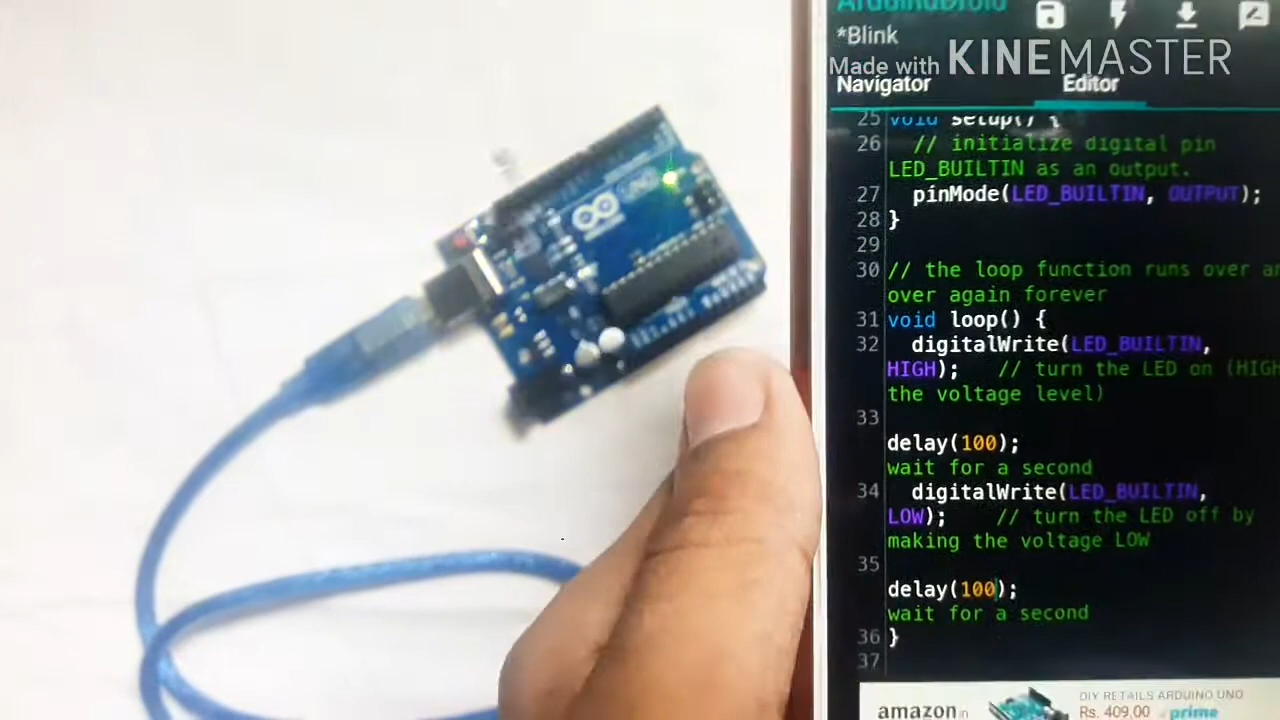 ArduinoDroid
*Blink
Made with KINEMASTER
Navigator Editor
25 void setup() {
26 // initialize digital pin
LED_BUILTIN as an output.
27 pinMode(LED_BUILTIN, OUTPUT);
28 }
29
30 // the loop function runs over an
over again forever
31 void loop() {
32 digitalWrite(LED_BUILTIN,
HIGH); // turn the LED on (HIGH
the voltage level)
33
delay(100);
wait for a second
34 digitalWrite(LED_BUILTIN,
LOW); // turn the LED off by
making the voltage LOW
35
delay(100);
wait for a second
36 }
37
DIY RETAILS ARDUINO UNO
amazon.in Rs. 409.00 prime